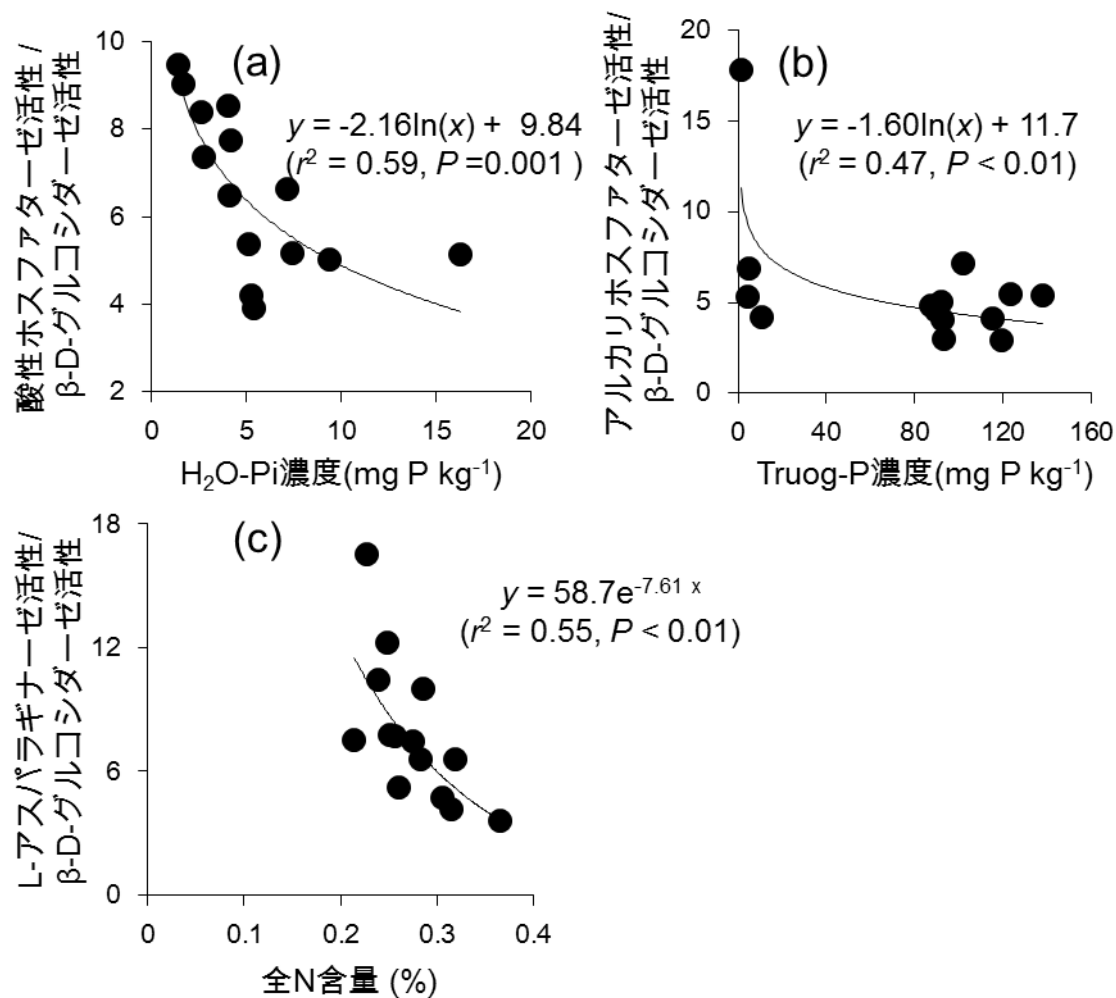 酸性ホスファターゼ活性 /
β-D-グルコシダーゼ活性
10
8
6
4
2
(a)
y = -2.16ln(x) + 9.84
(r² = 0.59, P =0.001 )
0 5 10 15 20
H₂O-Pi濃度(mg P kg⁻¹)
アルカリホスファターゼ活性/
β-D-グルコシダーゼ活性
20
15
10
5
0
(b)
y = -1.60ln(x) + 11.7
(r² = 0.47, P < 0.01)
0 40 80 120 160
Truog-P濃度(mg P kg⁻¹)
L-アスパラギナーゼ活性/
β-D-グルコシダーゼ活性
18
12
6
0
(c)
y = 58.7e⁻⁷·⁶¹ ˣ
(r² = 0.55, P < 0.01)
0 0.1 0.2 0.3 0.4
全N含量 (%)